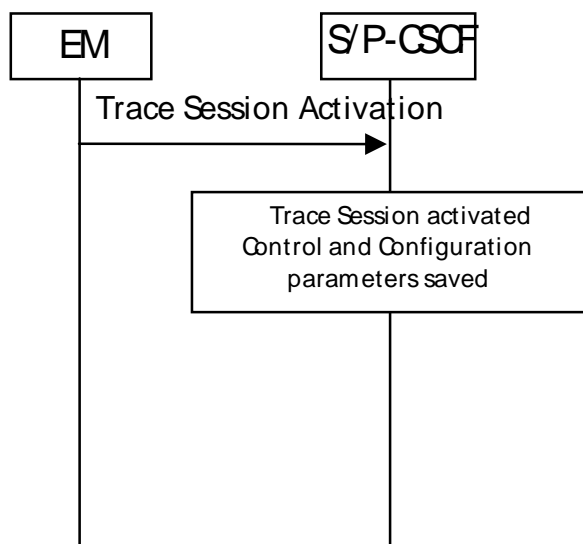 EM
S/P-CSCF
Trace Session Activation
Trace Session activated
Control and Configuration
parameters saved